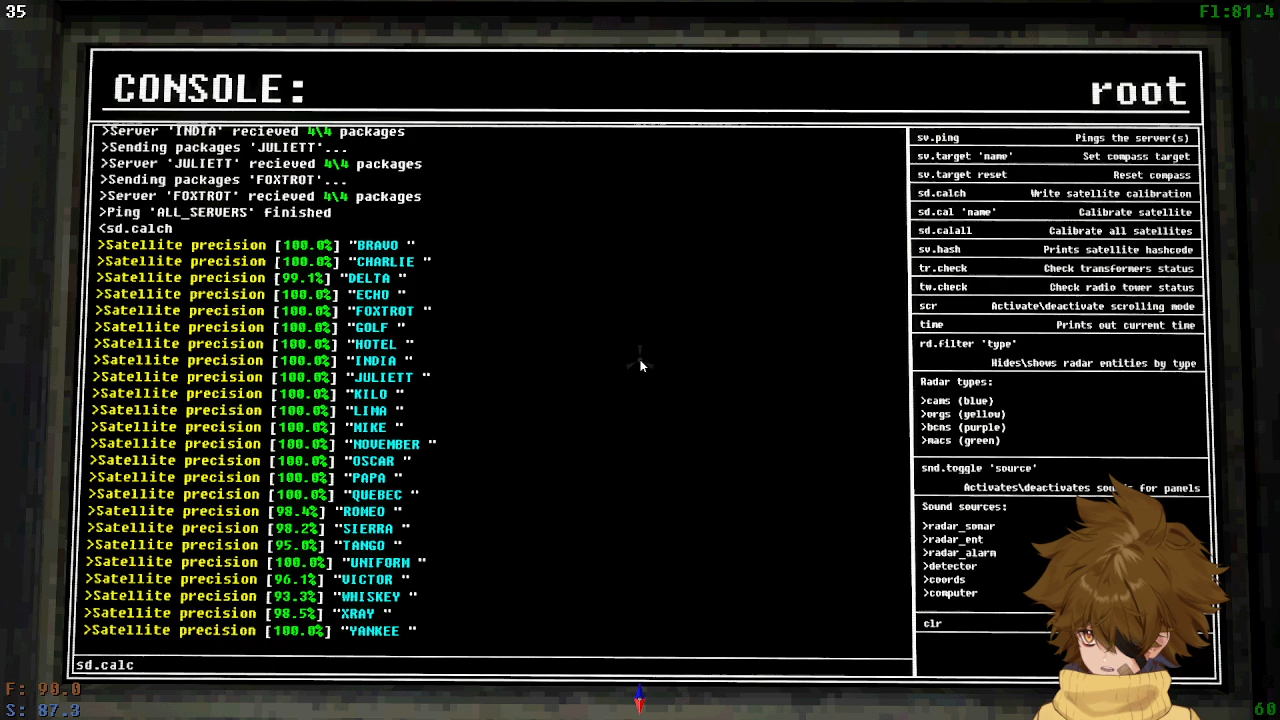 35
Fl:81.4
CONSOLE:
root
>Server 'INDIA' recieved 4\4 packages
>Sending packages 'JULIETT'...
>Server 'JULIETT' recieved 4\4 packages
>Sending packages 'FOXTROT'...
>Server 'FOXTROT' recieved 4\4 packages
>Ping 'ALL_SERVERS' finished
<sd.calch
>Satellite precision [100.0%] "BRAVO "
>Satellite precision [100.0%] "CHARLIE "
>Satellite precision [99.1%] "DELTA "
>Satellite precision [100.0%] "ECHO "
>Satellite precision [100.0%] "FOXTROT "
>Satellite precision [100.0%] "GOLF "
>Satellite precision [100.0%] "HOTEL "
>Satellite precision [100.0%] "INDIA "
>Satellite precision [100.0%] "JULIETT "
>Satellite precision [100.0%] "KILO "
>Satellite precision [100.0%] "LIMA "
>Satellite precision [100.0%] "MIKE "
>Satellite precision [100.0%] "NOVEMBER "
>Satellite precision [100.0%] "OSCAR "
>Satellite precision [100.0%] "PAPA "
>Satellite precision [100.0%] "QUEBEC "
>Satellite precision [98.4%] "ROMEO "
>Satellite precision [98.2%] "SIERRA "
>Satellite precision [95.0%] "TANGO "
>Satellite precision [100.0%] "UNIFORM "
>Satellite precision [96.1%] "VICTOR "
>Satellite precision [93.3%] "WHISKEY "
>Satellite precision [98.5%] "XRAY "
>Satellite precision [100.0%] "YANKEE "
sd.calc
sv.ping Pings the server(s)
sv.target 'name' Set compass target
sv.target reset Reset compass
sd.calch Write satellite calibration
sd.cal 'name' Calibrate satellite
sd.calall Calibrate all satellites
sv.hash Prints satellite hashcode
tr.check Check transformers status
tw.check Check radio tower status
scr Activate\deactivate scrolling mode
time Prints out current time
rd.filter 'type'
Hides\shows radar entities by type
Radar types:
>cams (blue)
>orgs (yellow)
>bcns (purple)
>macs (green)
snd.toggle 'source'
Activates\deactivates for panels
Sound sources:
>radar_sonar
>radar_ent
>radar_alarm
>detector
>coords
>computer
clr
F: 90.0
S: 87.3
60